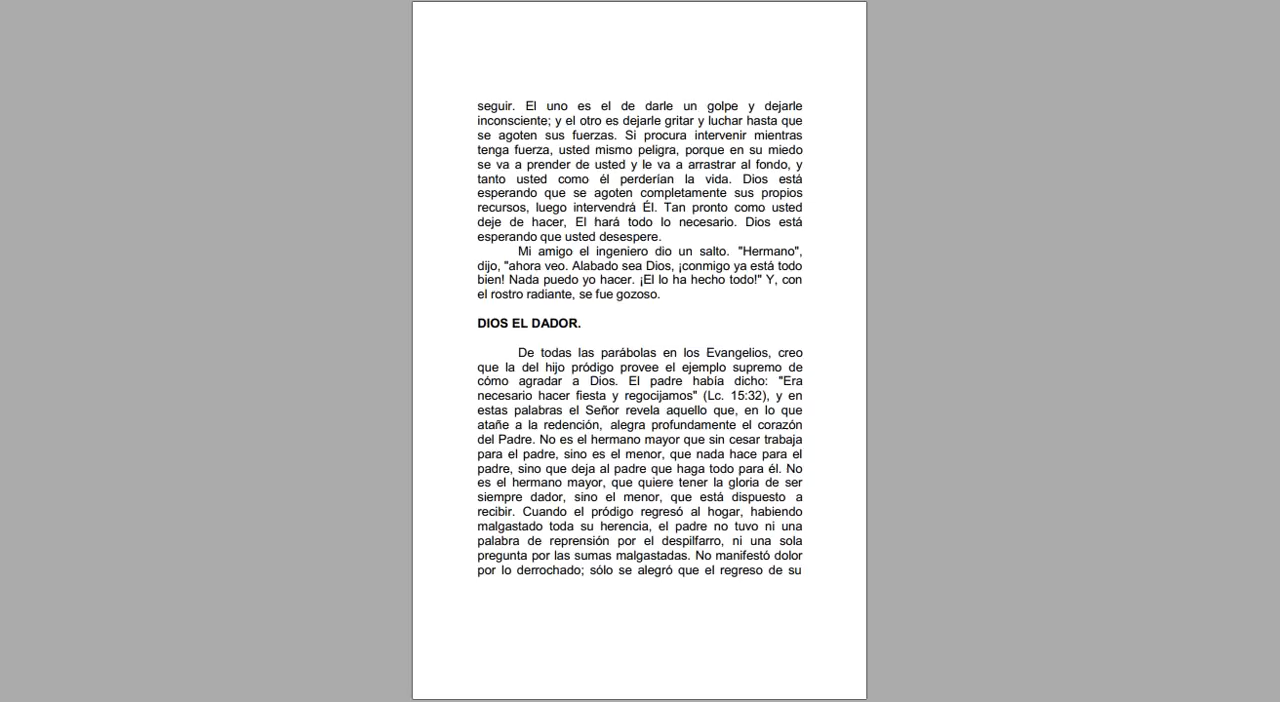 seguir. El uno es el de darle un golpe y dejarle
inconsciente; y el otro es dejarle gritar y luchar hasta que
se agoten sus fuerzas. Si procura intervenir mientras
tenga fuerza, usted mismo peligra, porque en su miedo
se va a prender de usted y le va a arrastrar al fondo, y
tanto usted como él perderían la vida. Dios está
esperando que se agoten completamente sus propios
recursos, luego intervendrá Él. Tan pronto como usted
deje de hacer, El hará todo lo necesario. Dios está
esperando que usted desespere.
Mi amigo el ingeniero dio un salto. "Hermano",
dijo, "ahora veo. Alabado sea Dios, ¡conmigo ya está todo
bien! Nada puedo yo hacer. ¡El lo ha hecho todo!" Y, con
el rostro radiante, se fue gozoso.
DIOS EL DADOR.
De todas las parábolas en los Evangelios, creo
que la del hijo pródigo provee el ejemplo supremo de
cómo agradar a Dios. El padre había dicho: "Era
necesario hacer fiesta y regocijamos" (Lc. 15:32), y en
estas palabras el Señor revela aquello que, en lo que
atañe a la redención, alegra profundamente el corazón
del Padre. No es el hermano mayor que sin cesar trabaja
para el padre, sino es el menor, que nada hace para el
padre, sino que deja al padre que haga todo para él. No
es el hermano mayor, que quiere tener la gloria de ser
siempre dador, sino el menor, que está dispuesto a
recibir. Cuando el pródigo regresó al hogar, habiendo
malgastado toda su herencia, el padre no tuvo ni una
palabra de reprensión por el despilfarro, ni una sola
pregunta por las sumas malgastadas. No manifestó dolor
por lo derrochado; sólo se alegró que el regreso de su